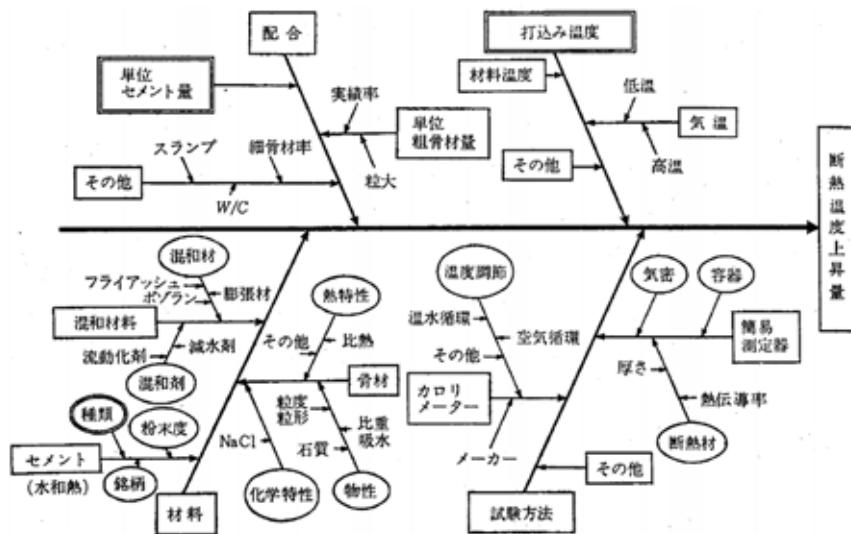 配合
打込み温度
単位
セメント量
材料温度
実績率
低温
単位
粗骨材量
気温
スランプ
細骨材率
その他
粒大
その他
高温
W/C
断熱温度上昇量
混和材
フライアッシュ
ポゾラン
膨張材
熱特性
温度調節
気密
容器
混和材料
温水循環
空気循環
簡易
測定器
その他
比熱
減水剤
流動化剤
その他
厚さ
混和剤
骨材
カロリ
メーター
熱伝導率
粒度
粒形
種類
粉末度
NaCl
比重
吸水
石質
メーカー
断熱材
セメント
(水和熱)
銘柄
化学特性
物性
その他
材料
試験方法